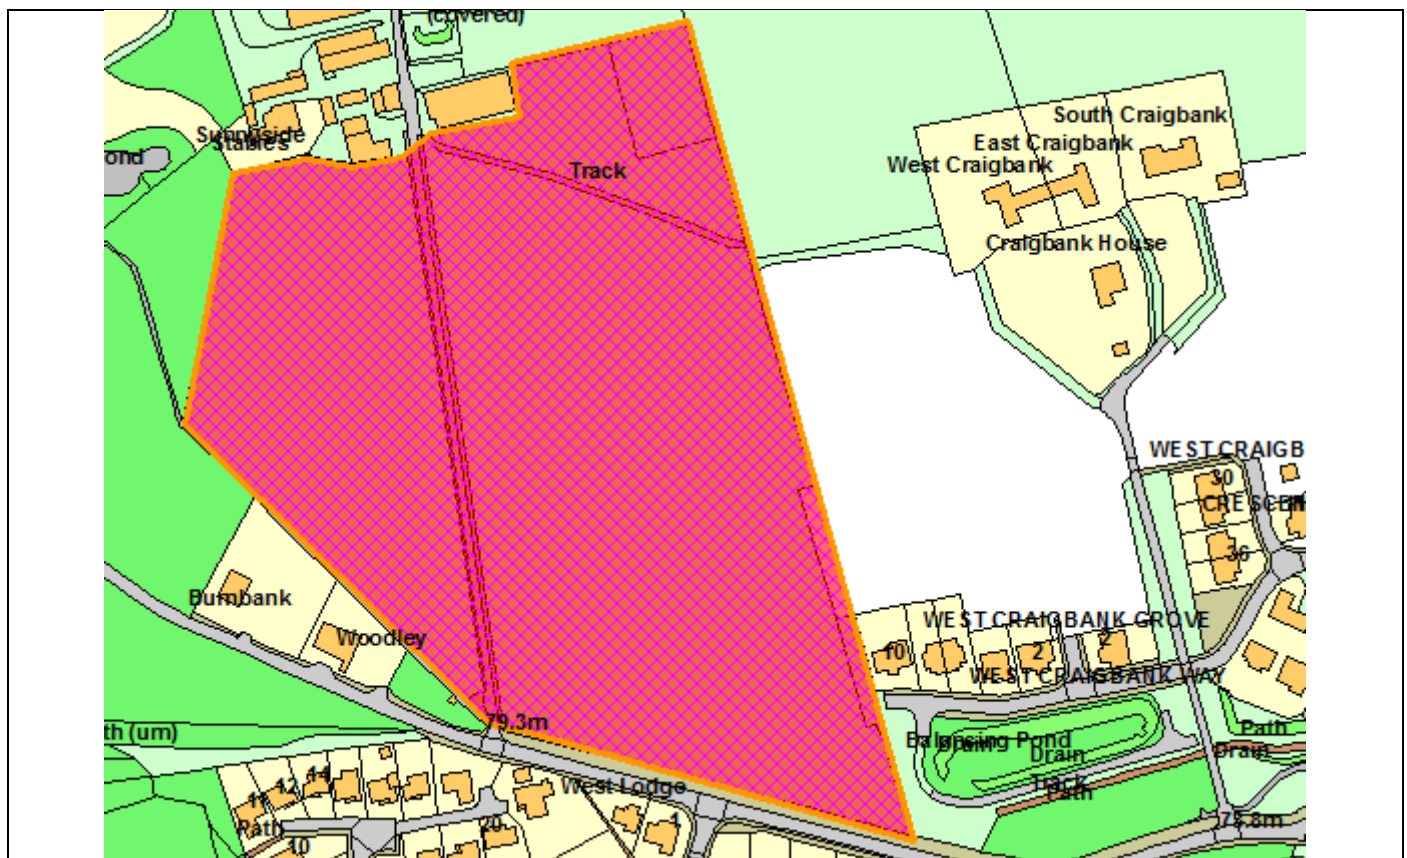 (covered)
South Craigbank
East Craigbank
West Craigbank
Sunnyside
Stables
ond
Track
Craigbank House
WEST CRAIGB
30
CRESCEN
36
Burnbank
Woodley
WEST CRAIGBANK GROVE
10
2
2
WEST CRAIGBANK WAY
79.3m
th (um)
Balancing Pond
Drain
Drain
Path
Drain
Track
Path
West Lodge
14
12
11
Path
10
20
1
78.8m